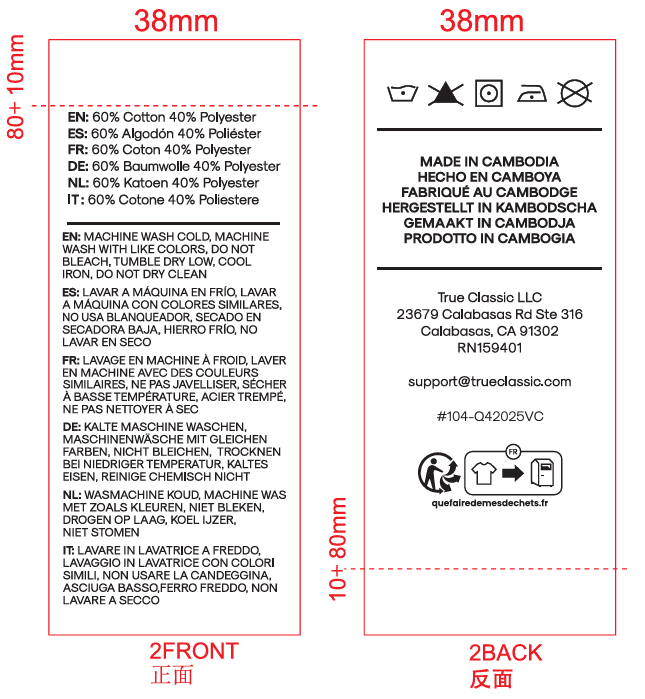 38mm
80+ 10mm
EN: 60% Cotton 40% Polyester
ES: 60% Algodón 40% Poliéster
FR: 60% Coton 40% Polyester
DE: 60% Baumwolle 40% Polyester
NL: 60% Katoen 40% Polyester
IT: 60% Cotone 40% Poliestere
EN: MACHINE WASH COLD, MACHINE
WASH WITH LIKE COLORS, DO NOT
BLEACH, TUMBLE DRY LOW, COOL
IRON, DO NOT DRY CLEAN
ES: LAVAR A MÁQUINA EN FRÍO, LAVAR
A MÁQUINA CON COLORES SIMILARES,
NO USA BLANQUEADOR, SECADO EN
SECADORA BAJA, HIERRO FRÍO, NO
LAVAR EN SECO
FR: LAVAGE EN MACHINE À FROID, LAVER
EN MACHINE AVEC DES COULEURS
SIMILAIRES, NE PAS JAVELLISER, SÉCHER
À BASSE TEMPÉRATURE, ACIER TREMPÉ,
NE PAS NETTOYER À SEC
DE: KALTE MASCHINE WASCHEN,
MASCHINENWÄSCHE MIT GLEICHEN
FARBEN, NICHT BLEICHEN, TROCKNEN
BEI NIEDRIGER TEMPERATUR, KALTES
EISEN, REINIGE CHEMISCH NICHT
NL: WASMACHINE KOUD, MACHINE WAS
MET ZOALS KLEUREN, NIET BLEKEN,
DROGEN OP LAAG, KOEL IJZER,
NIET STOMEN
IT: LAVARE IN LAVATRICE A FREDDO,
LAVAGGIO IN LAVATRICE CON COLORI
SIMILI, NON USARE LA CANDEGGINA,
ASCIUGA BASSO,FERRO FREDDO, NON
LAVARE A SECCO
2FRONT
正面
38mm
MADE IN CAMBODIA
HECHO EN CAMBOYA
FABRIQUÉ AU CAMBODGE
HERGESTELLT IN KAMBODSCHA
GEMAAKT IN CAMBODJA
PRODOTTO IN CAMBOGIA
True Classic LLC
23679 Calabasas Rd Ste 316
Calabasas, CA 91302
RN159401
support@trueclassic.com
#104-Q42025VC
FR
quefairedemesdechets.fr
10+ 80mm
2BACK
反面